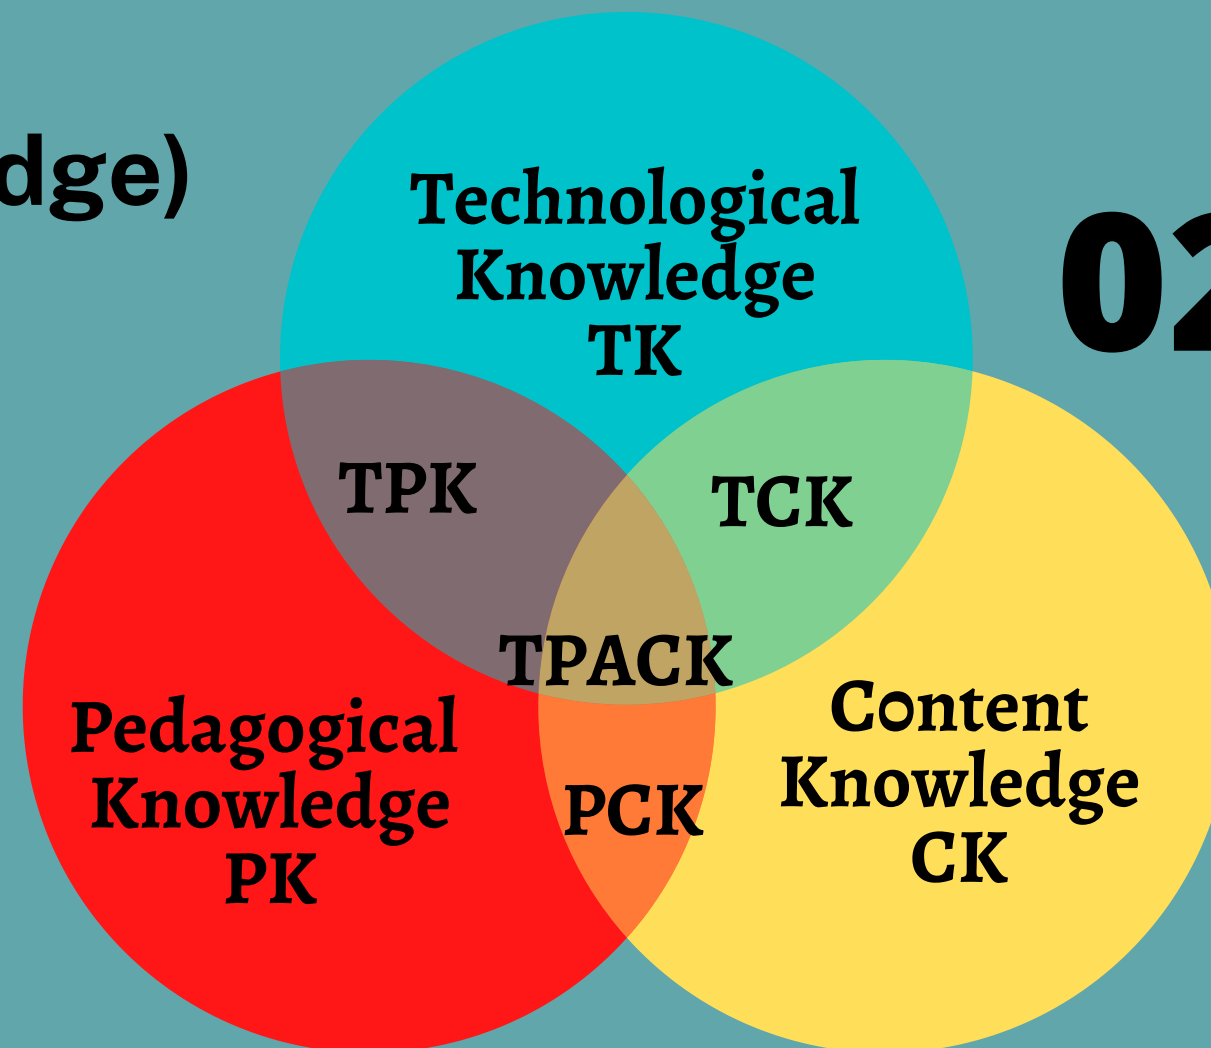 dge)
Technological
Knowledge
TK
02
TPK
TCK
TPACK
Pedagogical
Knowledge
PK
PCK
Content
Knowledge
CK